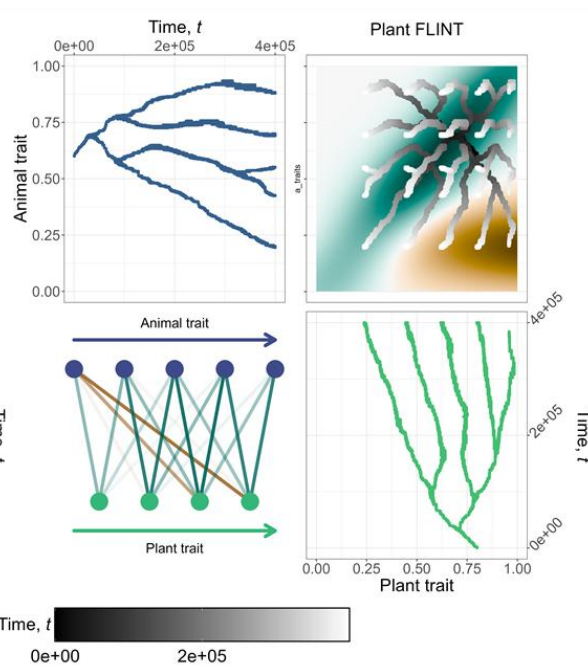 Time, t
0e+00 2e+05 4e+05
Plant FLINT
1.00
0.75
0.50
0.25
0.00
Animal trait
a_traits
Animal trait
Plant trait
4e+05
2e+05
0e+00
Time, t
0.00 0.25 0.50 0.75 1.00
Plant trait
Time, t
0e+00 2e+05